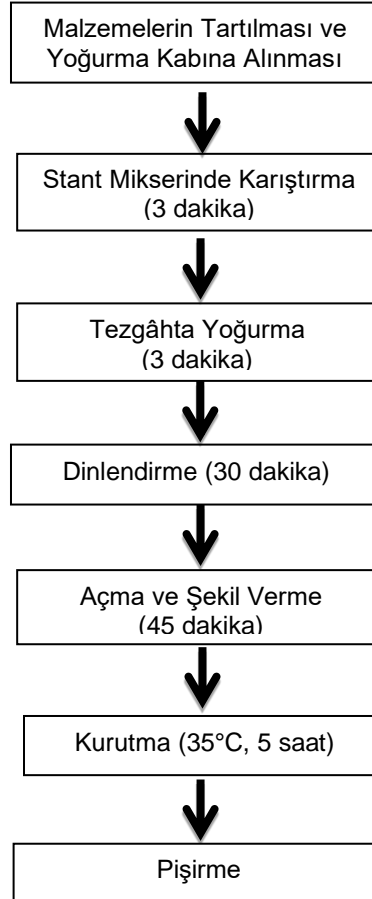 Malzemelerin Tartılması ve
Yoğurma Kabına Alınması
Stant Mikserinde Karıştırma
(3 dakika)
Tezgâhta Yoğurma
(3 dakika)
Dinlendirme (30 dakika)
Açma ve Şekil Verme
(45 dakika)
Kurutma (35°C, 5 saat)
Pişirme